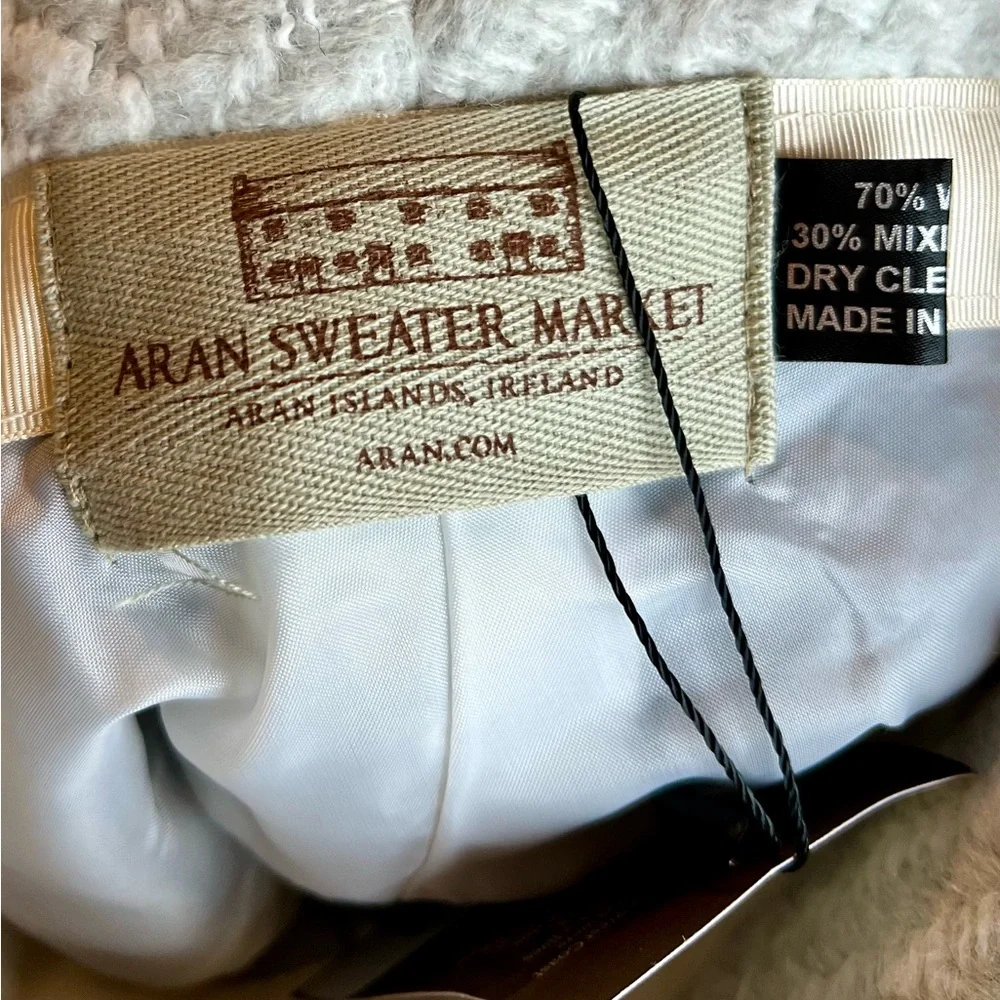 ARAN SWEATER MARKET
ARAN ISLANDS, IRELAND
ARAN.COM
70%
30% MIX
DRY CLE
MADE IN